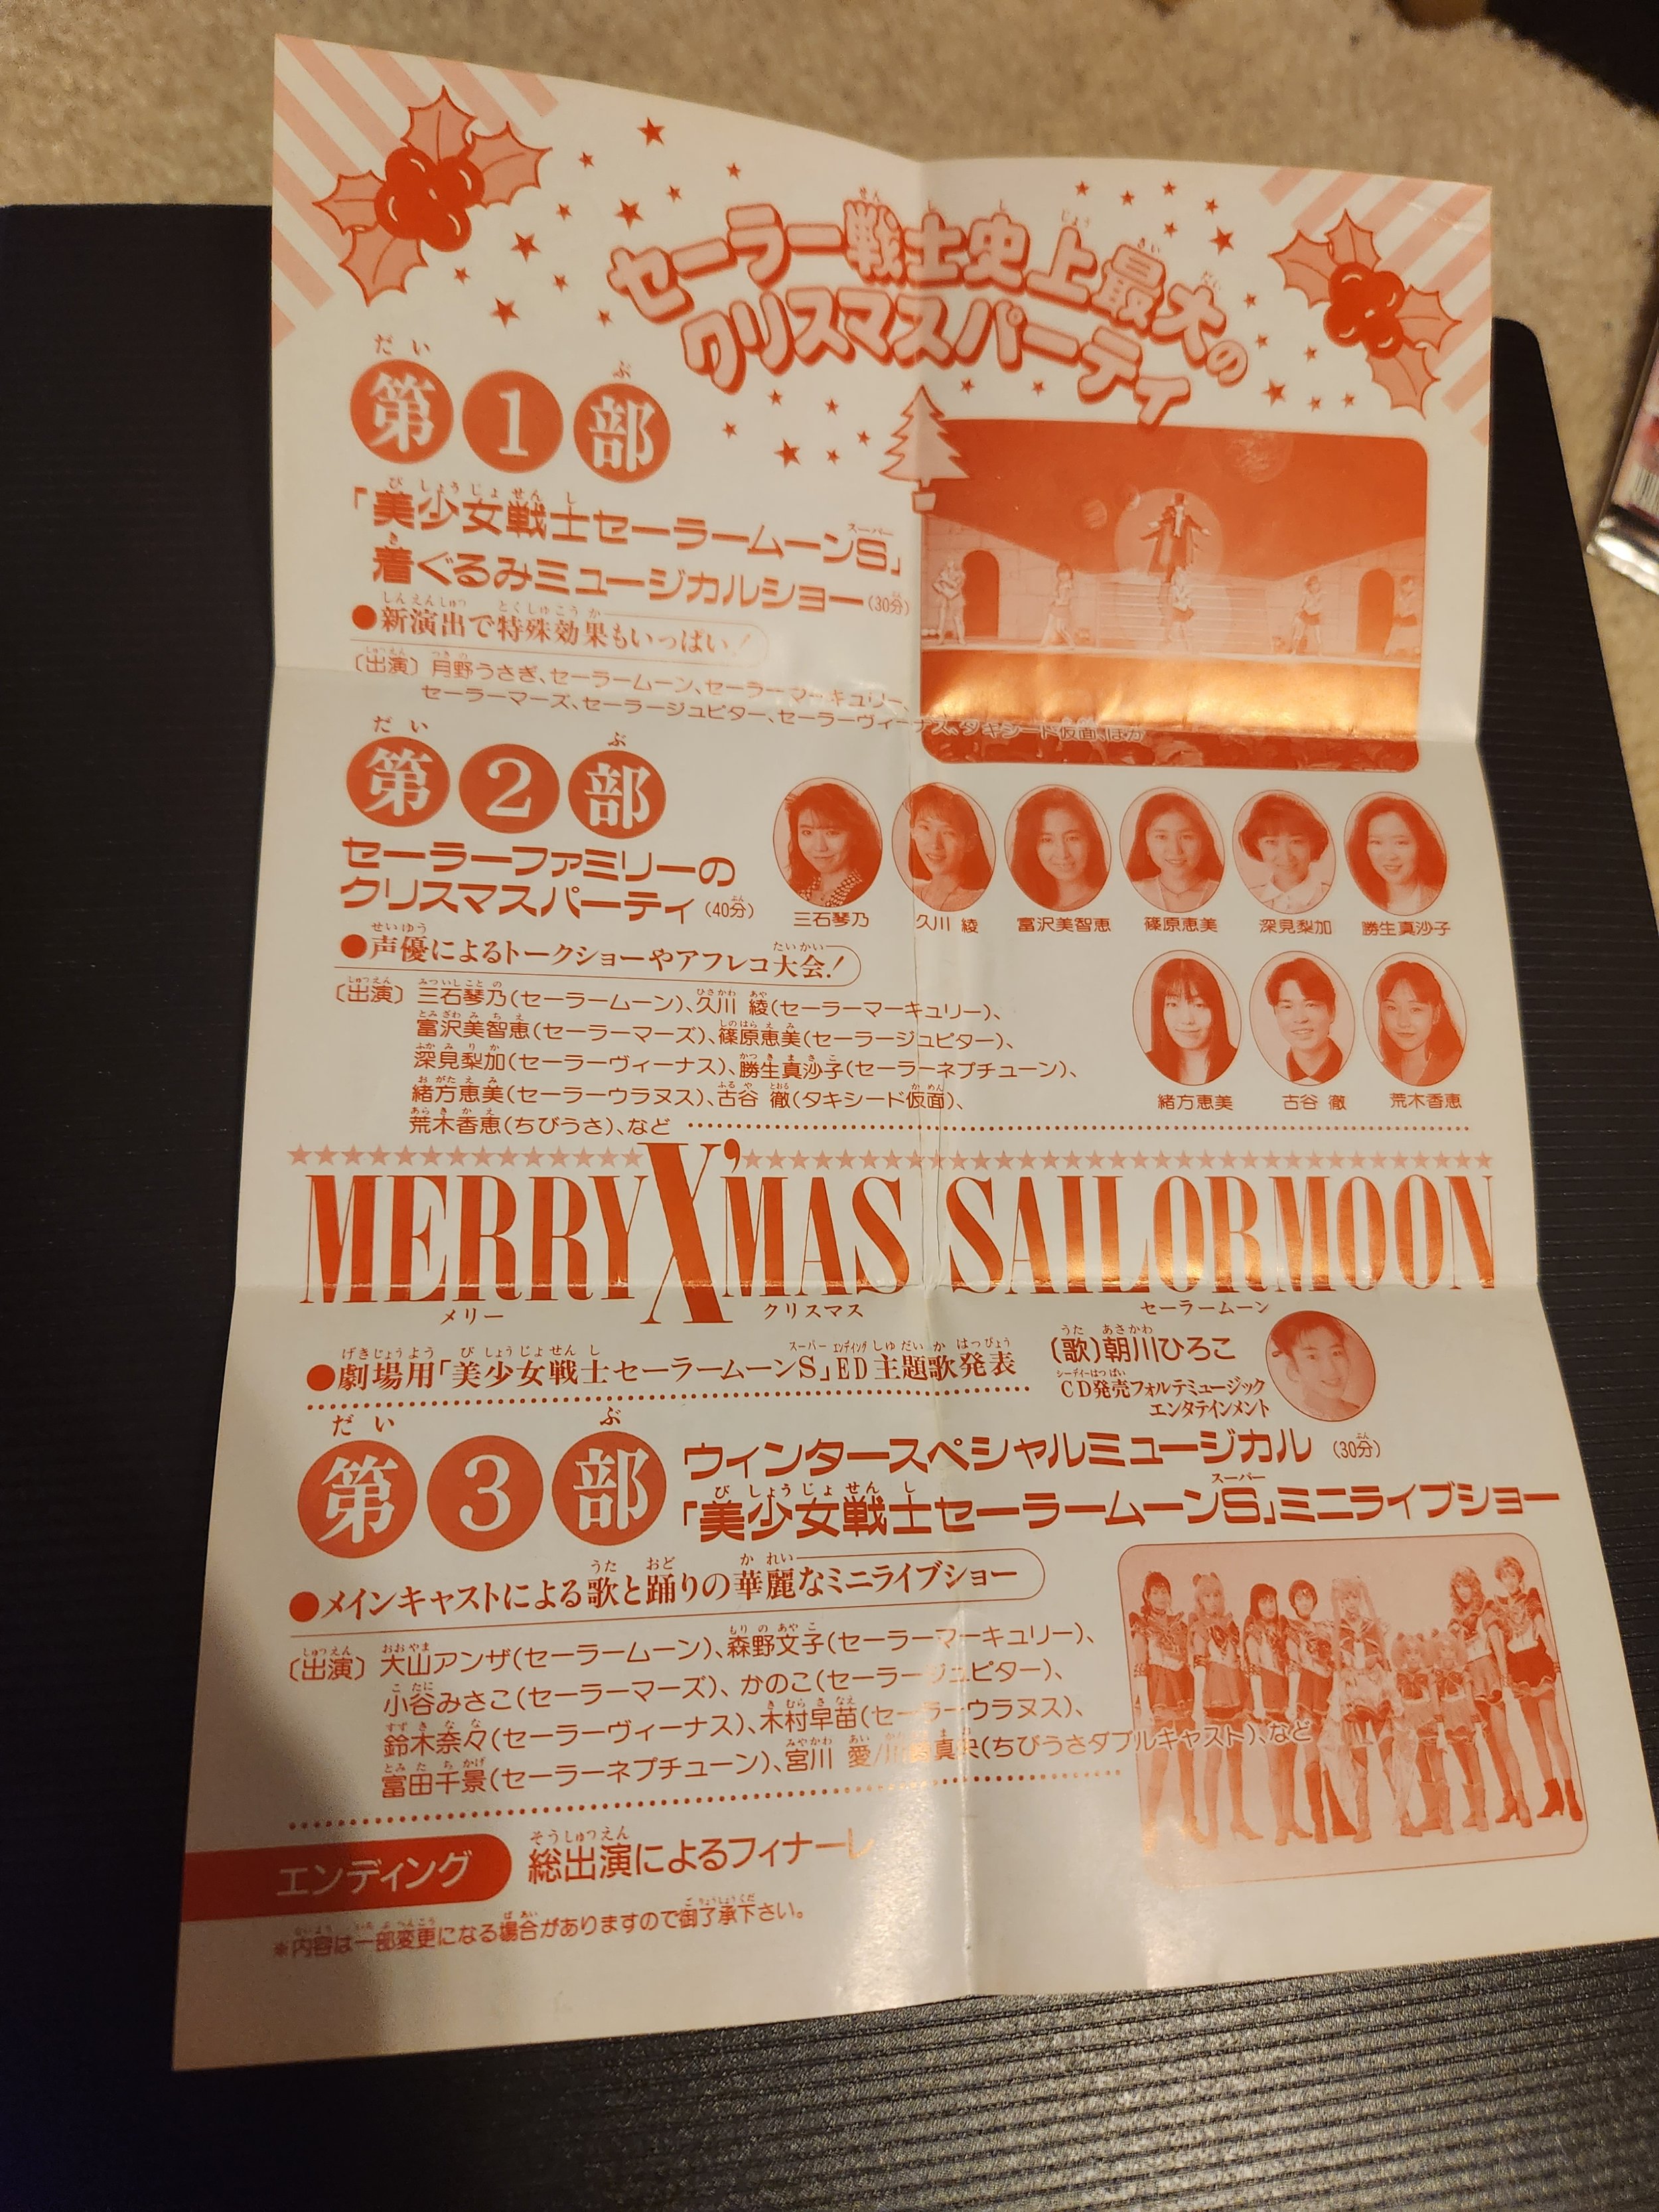 セーラー戦士史上最大の
クリスマスパーティ
第1部
「美少女戦士セーラームーンS」
着ぐるみミュージカルショー(30分)
●新演出で特殊効果もいっぱい!
〔出演〕月野うさぎ、セーラームーン、セーラーマーキュリー、
セーラーマーズ、セーラージュピター、セーラーヴィーナス、タキシード仮面、ほか
第2部
セーラーファミリーの
クリスマスパーティ(40分)
三石琴乃 久川 綾 富沢美智恵 篠原恵美 深見梨加 勝生真沙子
●声優によるトークショーやアフレコ大会!
緒方恵美 古谷 徹 荒木香恵
〔出演〕三石琴乃(セーラームーン)、久川 綾(セーラーマーキュリー)、
富沢美智恵(セーラーマーズ)、篠原恵美(セーラージュピター)、
深見梨加(セーラーヴィーナス)、勝生真沙子(セーラーネプチューン)、
緒方恵美(セーラーウラヌス)、古谷 徹(タキシード仮面)、
荒木香恵(ちびうさ)、など
MERRY X'MAS SAILORMOON
メリー クリスマス セーラームーン
●劇場用「美少女戦士セーラームーンS」ED主題歌発表
〔歌〕朝川ひろこ
CD発売フォルテミュージック
エンタテインメント
第3部
ウィンタースペシャルミュージカル(30分)
「美少女戦士セーラームーンS」ミニライブショー
●メインキャストによる歌と踊りの華麗なミニライブショー
〔出演〕大山アンザ(セーラームーン)、森野文子(セーラーマーキュリー)、
小谷みさこ(セーラーマーズ)、かのこ(セーラージュピター)、
鈴木奈々(セーラーヴィーナス)、木村早苗(セーラーウラヌス)、
富田千景(セーラーネプチューン)、宮川 愛/川真央(ちびうさダブルキャスト)、など
エンディング
総出演によるフィナーレ
※内容は一部変更になる場合がありますので御了承下さい。